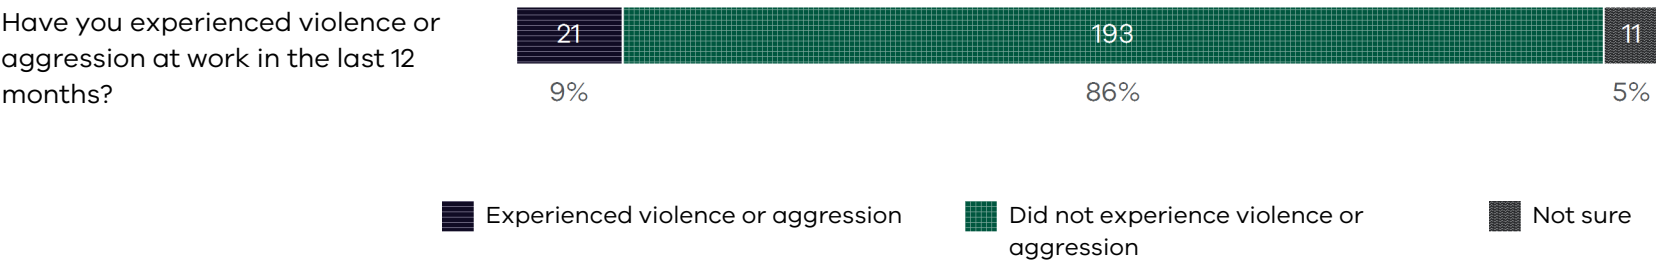 Have you experienced violence or
aggression at work in the last 12
months?
21
193
11
9%
86%
5%
Experienced violence or aggression
Did not experience violence or
aggression
Not sure